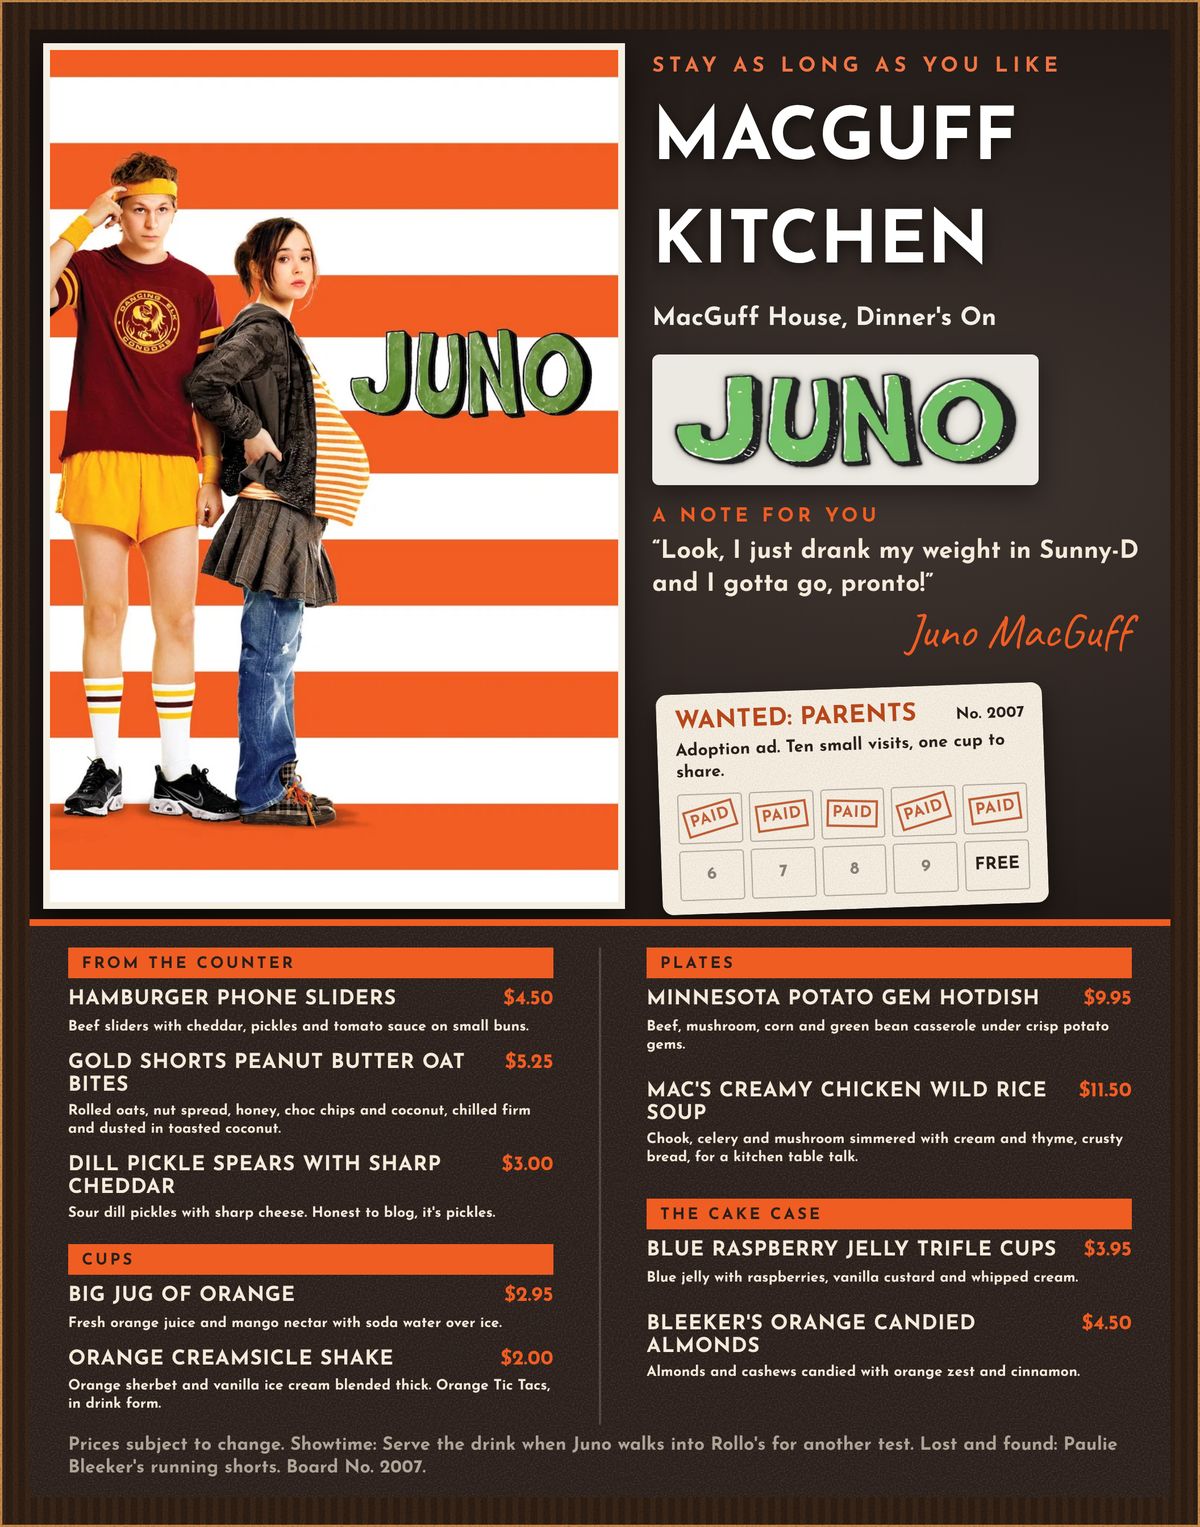 DANCING ELK
CONDORS
JUNO
STAY AS LONG AS YOU LIKE
MACGUFF
KITCHEN
MacGuff House, Dinner's On
JUNO
A NOTE FOR YOU
“Look, I just drank my weight in Sunny-D
and I gotta go, pronto!”
Juno MacGuff
WANTED: PARENTS No. 2007
Adoption ad. Ten small visits, one cup to
share.
PAID PAID PAID PAID PAID
6 7 8 9 FREE
FROM THE COUNTER
HAMBURGER PHONE SLIDERS $4.50
Beef sliders with cheddar, pickles and tomato sauce on small buns.
GOLD SHORTS PEANUT BUTTER OAT $5.25
BITES
Rolled oats, nut spread, honey, choc chips and coconut, chilled firm
and dusted in toasted coconut.
DILL PICKLE SPEARS WITH SHARP $3.00
CHEDDAR
Sour dill pickles with sharp cheese. Honest to blog, it's pickles.
CUPS
BIG JUG OF ORANGE $2.95
Fresh orange juice and mango nectar with soda water over ice.
ORANGE CREAMSICLE SHAKE $2.00
Orange sherbet and vanilla ice cream blended thick. Orange Tic Tacs,
in drink form.
PLATES
MINNESOTA POTATO GEM HOTDISH $9.95
Beef, mushroom, corn and green bean casserole under crisp potato
gems.
MAC'S CREAMY CHICKEN WILD RICE $11.50
SOUP
Chook, celery and mushroom simmered with cream and thyme, crusty
bread, for a kitchen table talk.
THE CAKE CASE
BLUE RASPBERRY JELLY TRIFLE CUPS $3.95
Blue jelly with raspberries, vanilla custard and whipped cream.
BLEEKER'S ORANGE CANDIED $4.50
ALMONDS
Almonds and cashews candied with orange zest and cinnamon.
Prices subject to change. Showtime: Serve the drink when Juno walks into Rollo's for another test. Lost and found: Paulie
Bleeker's running shorts. Board No. 2007.